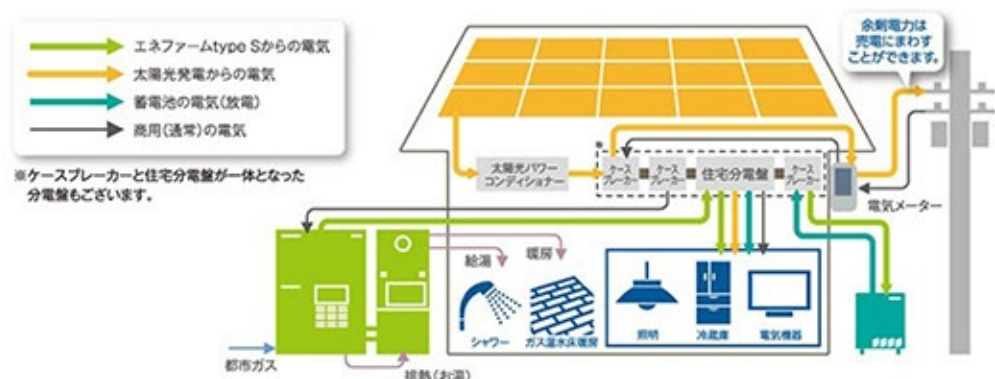 エネファームtype Sからの電気
太陽光発電からの電気
蓄電池の電気(放電)
商用(通常)の電気
※ケースブレーカーと住宅分電盤が一体となった
分電盤もございます。
余剰電力は
売電にまわす
ことができます。
太陽光パワー
コンディショナー
※
ケース
ブレーカー
ケース
ブレーカー
住宅分電盤
ケース
ブレーカー
電気メーター
給湯
暖房
シャワー
ガス温水床暖房
照明
冷蔵庫
電気機器
都市ガス
排熱(お湯)